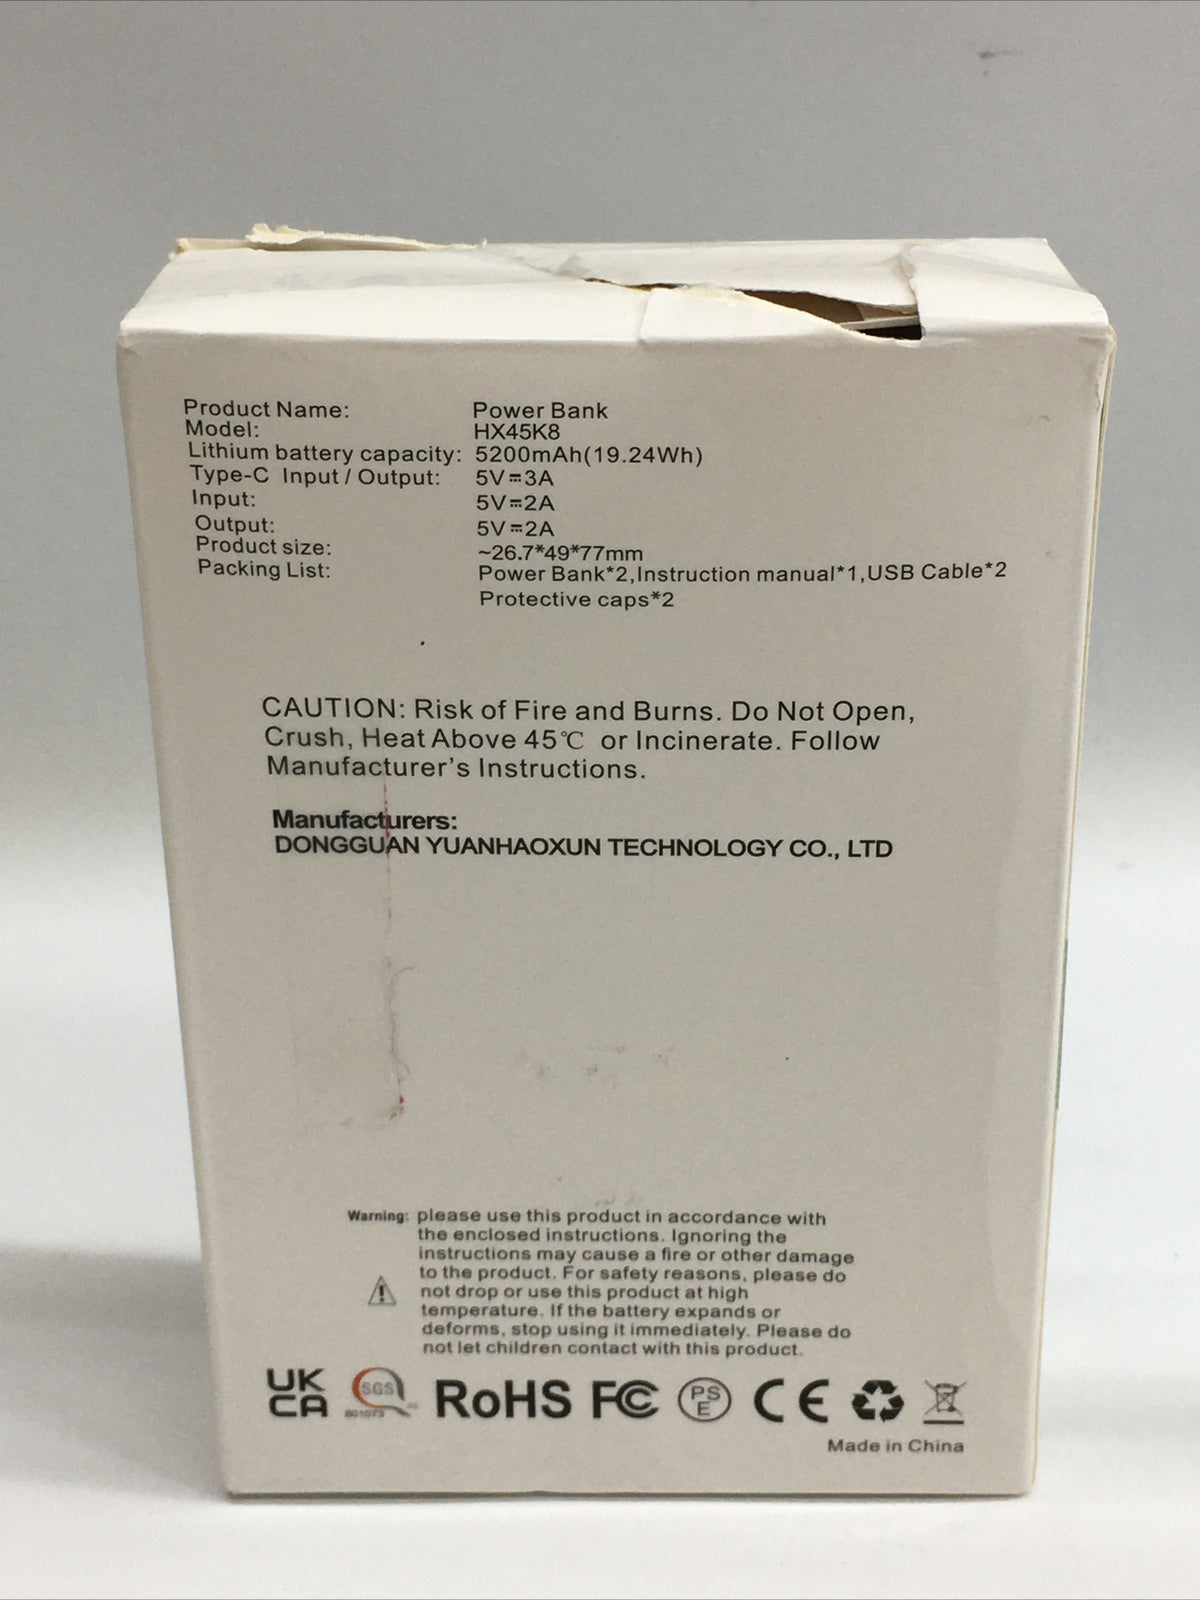 Product Name: Power Bank
Model: HX45K8
Lithium battery capacity: 5200mAh(19.24Wh)
Type-C Input / Output: 5V⎓3A
Input: 5V⎓2A
Output: 5V⎓2A
Product size: ~26.7*49*77mm
Packing List: Power Bank*2,Instruction manual*1,USB Cable*2
Protective caps*2
CAUTION: Risk of Fire and Burns. Do Not Open,
Crush, Heat Above 45℃ or Incinerate. Follow
Manufacturer's Instructions.
Manufacturers:
DONGGUAN YUANHAOXUN TECHNOLOGY CO., LTD
Warning: please use this product in accordance with
the enclosed instructions. Ignoring the
instructions may cause a fire or other damage
to the product. For safety reasons, please do
not drop or use this product at high
temperature. If the battery expands or
deforms, stop using it immediately. Please do
not let children contact with this product.
UK CA SGS RoHS FC PSE CE
Made in China